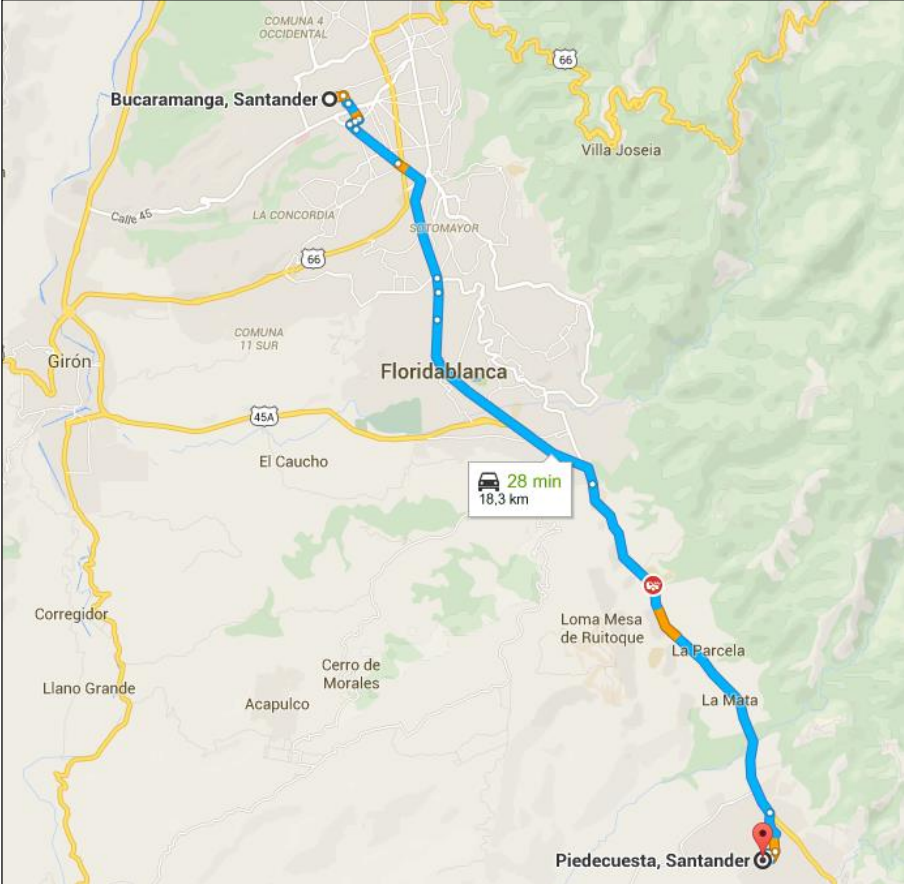 COMUNA 4
OCCIDENTAL
66
Bucaramanga, Santander
Villa Joseia
Calle 45
LA CONCORDIA
SOTOMAYOR
66
COMUNA
11 SUR
Girón
Floridablanca
45A
El Caucho
28 min
18,3 km
Corregidor
Loma Mesa
de Ruitoque
La Parcela
Cerro de
Morales
Llano Grande
La Mata
Acapulco
Piedecuesta, Santander